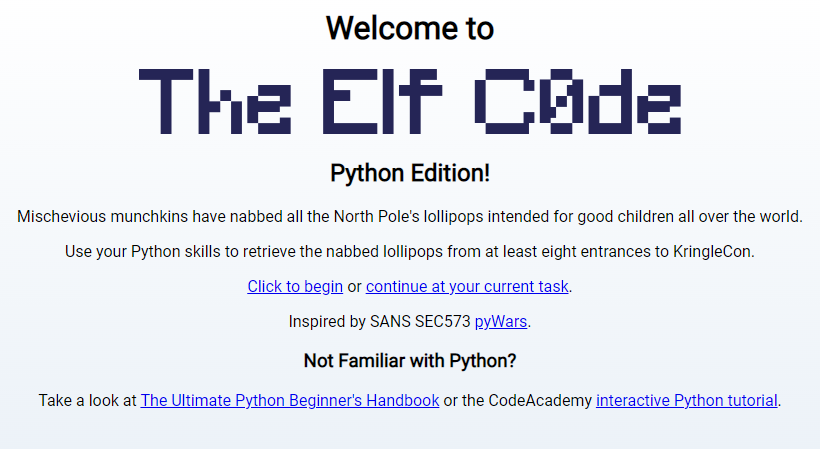 Welcome to
The Elf C0de
Python Edition!
Mischevious munchkins have nabbed all the North Pole's lollipops intended for good children all over the world.
Use your Python skills to retrieve the nabbed lollipops from at least eight entrances to KringleCon.
Click to begin or continue at your current task.
Inspired by SANS SEC573 pyWars.
Not Familiar with Python?
Take a look at The Ultimate Python Beginner's Handbook or the CodeAcademy interactive Python tutorial.